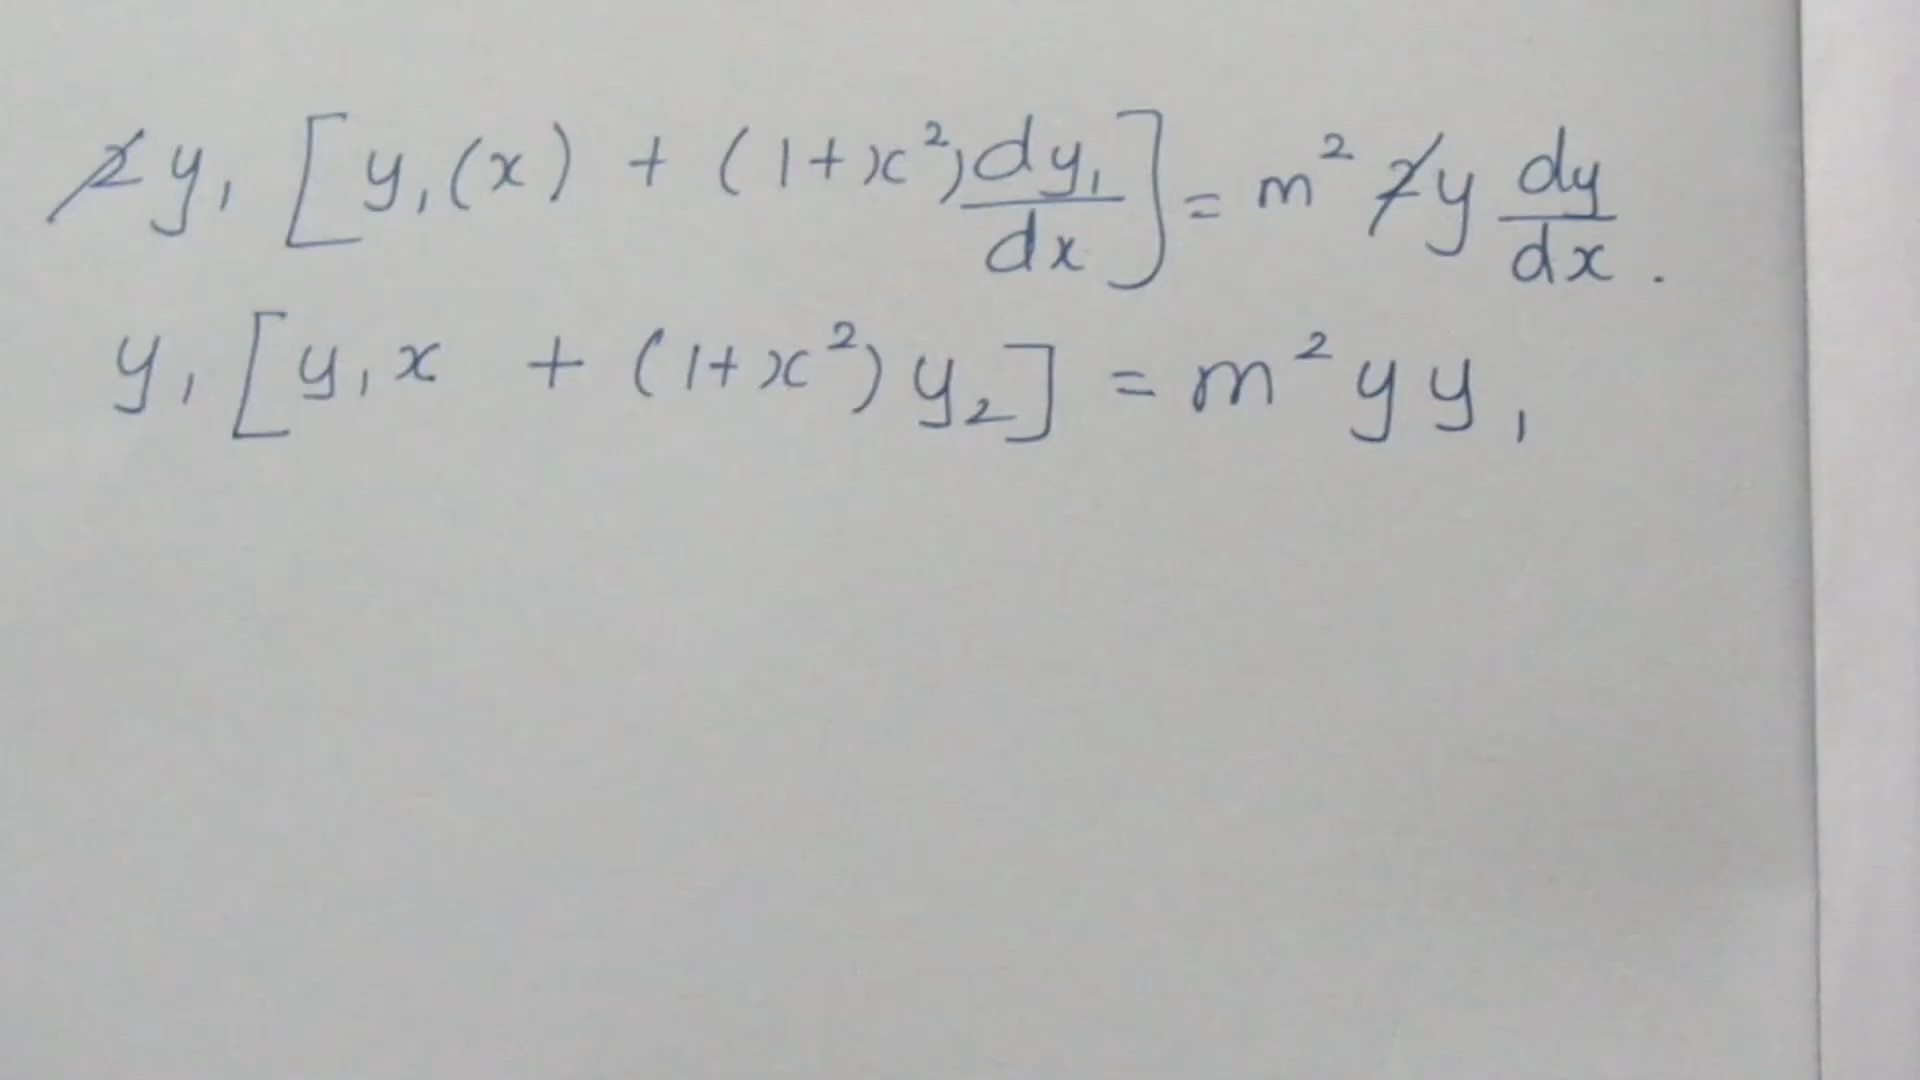 2y₁ [y₁(x) + (1+x²) dy₁/dx] = m² 2y dy/dx .
y₁ [y₁x + (1+x²) y₂] = m² y y₁